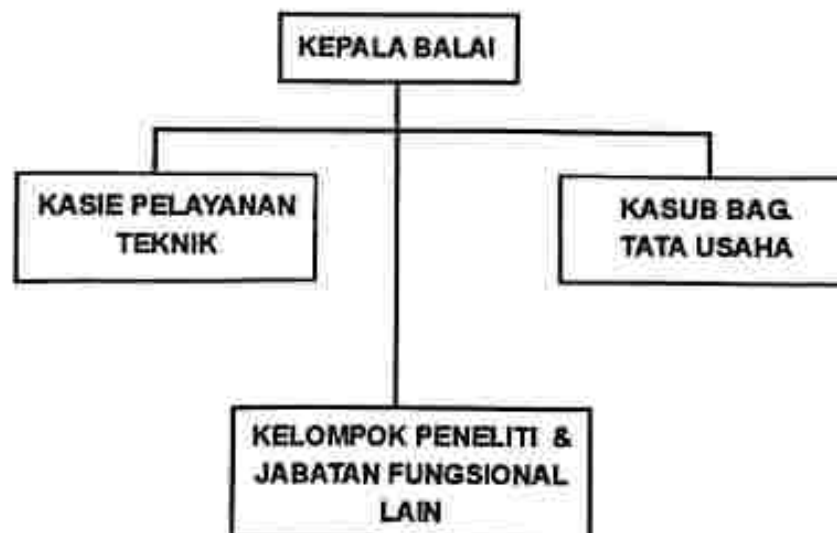 KEPALA BALAI
KASIE PELAYANAN
TEKNIK
KASUB BAG.
TATA USAHA
KELOMPOK PENELITI &
JABATAN FUNGSIONAL
LAIN